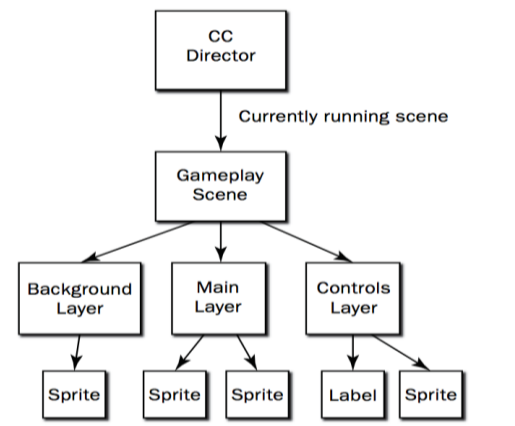 CC
Director
Currently running scene
Gameplay
Scene
Background
Layer
Main
Layer
Controls
Layer
Sprite
Sprite
Sprite
Label
Sprite